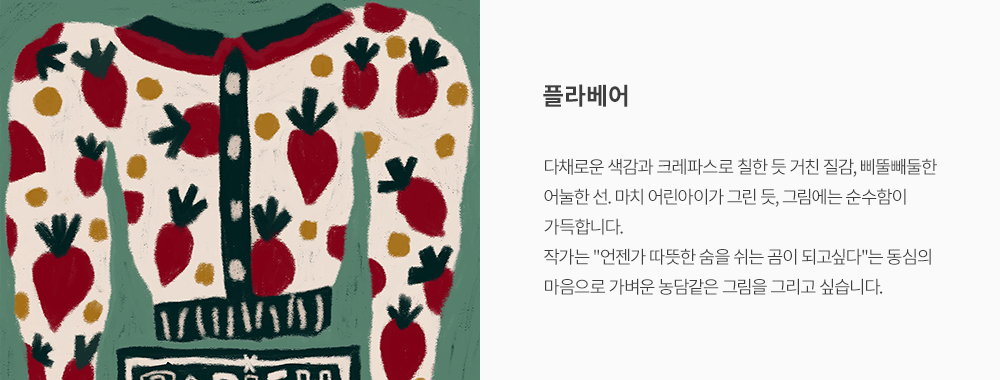 플라베어
다채로운 색감과 크레파스로 칠한 듯 거친 질감, 삐뚤빼둘한
어눌한 선. 마치 어린아이가 그린 듯, 그림에는 순수함이
가득합니다.
작가는 "언젠가 따뜻한 숨을 쉬는 곰이 되고싶다"는 동심의
마음으로 가벼운 농담같은 그림을 그리고 싶습니다.